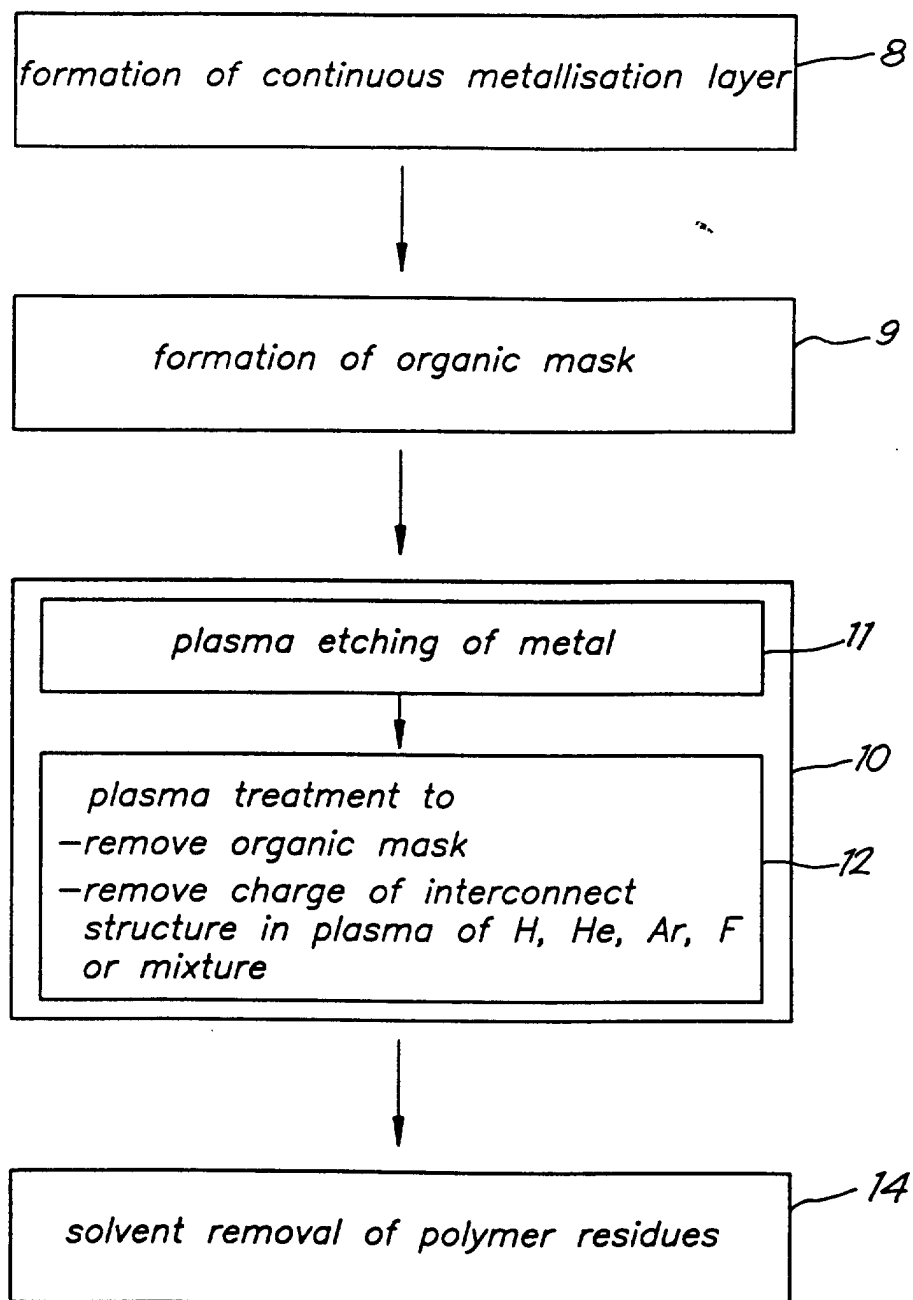 formation of continuous metallisation layer
8
formation of organic mask
9
plasma etching of metal
11
10
plasma treatment to
–remove organic mask
–remove charge of interconnect
structure in plasma of H, He, Ar, F
or mixture
12
solvent removal of polymer residues
14